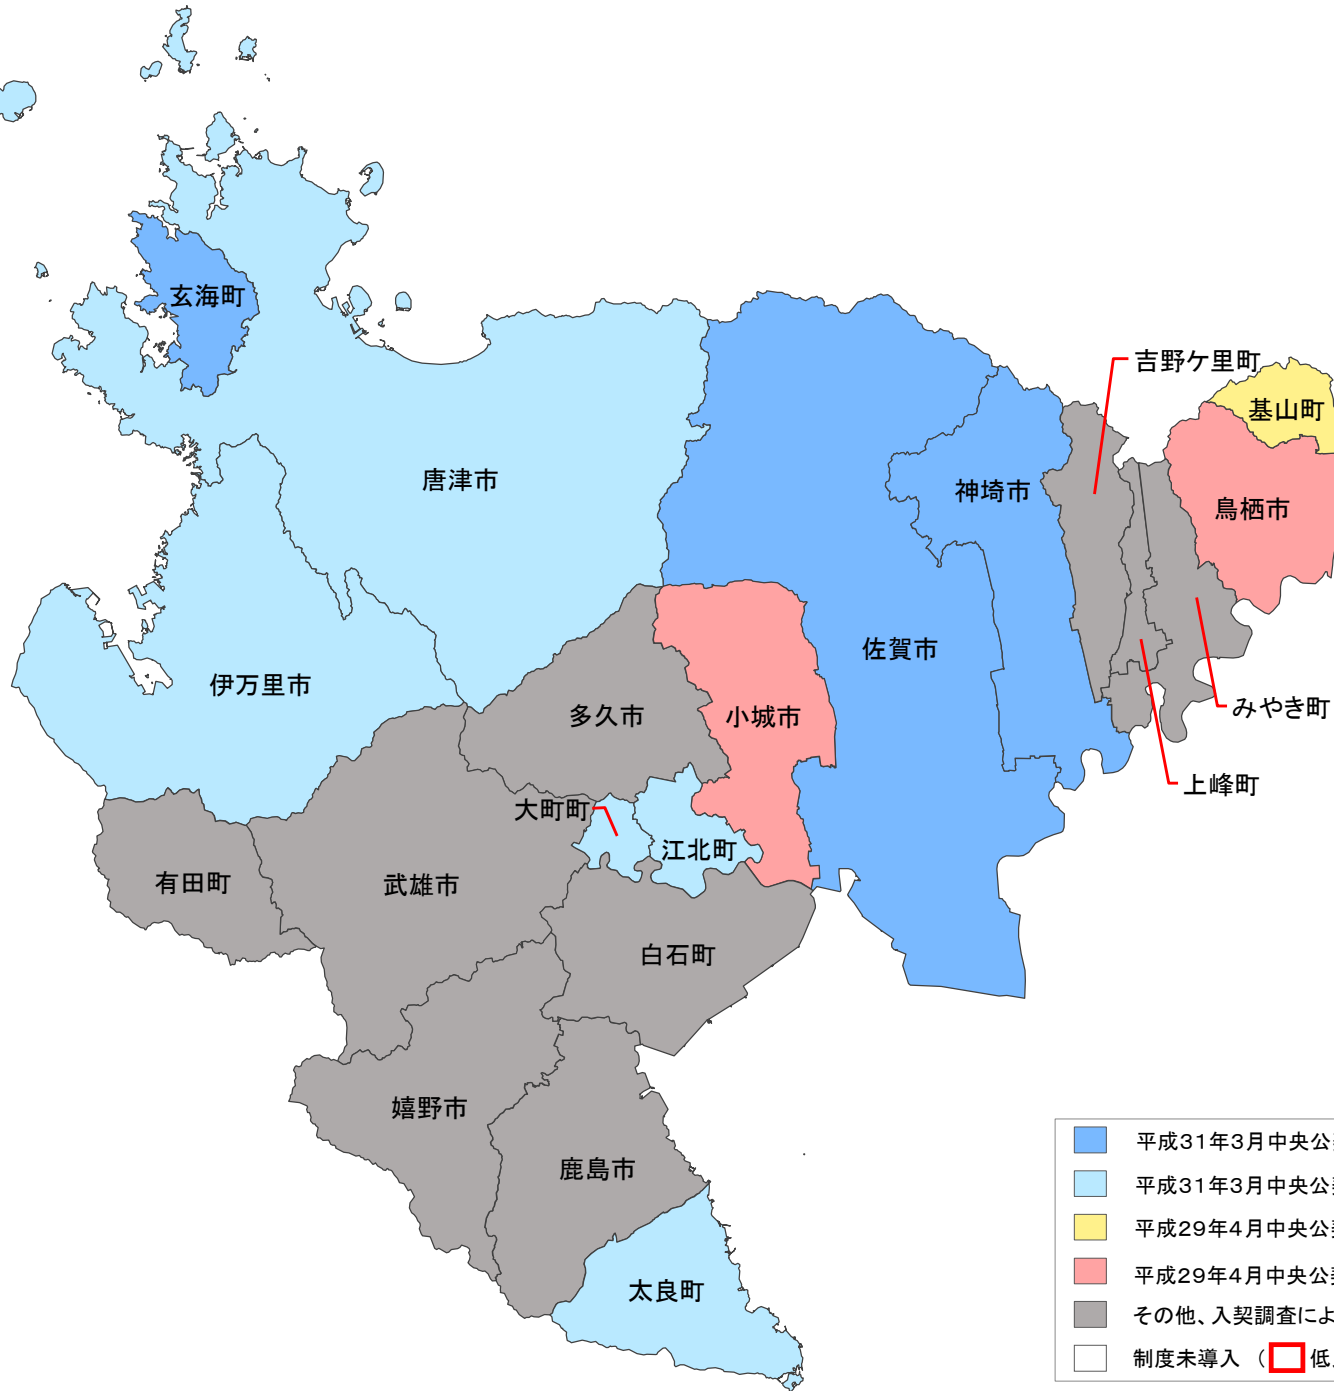 玄海町
吉野ケ里町
基山町
唐津市
神埼市
鳥栖市
佐賀市
伊万里市
多久市
小城市
みやき町
上峰町
大町町
江北町
有田町
武雄市
白石町
嬉野市
鹿島市
太良町
平成31年3月中央公
平成31年3月中央公
平成29年4月中央公
平成29年4月中央公
その他、入契調査によ
制度未導入 （ 低